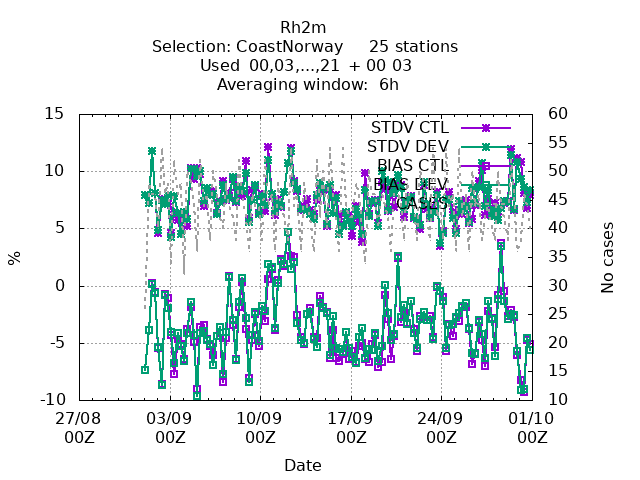 Rh2m
Selection: CoastNorway 25 stations
Used 00,03,...,21 + 00 03
Averaging window: 6h
15 60
STDV CTL
55
STDV DEV
10 50
BIAS CTL
BIAS DEV
45
CASES
5 40
35
0 30
25
-5 20
15
-10 10
% No cases
27/08 03/09 10/09 17/09 24/09 01/10
00Z 00Z 00Z 00Z 00Z 00Z
Date